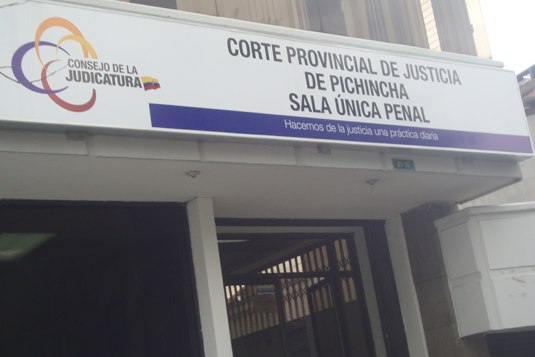 CONSEJO DE LA
JUDICATURA
CORTE PROVINCIAL DE JUSTICIA
DE PICHINCHA
SALA ÚNICA PENAL
Hacemos de la justicia una práctica diaria